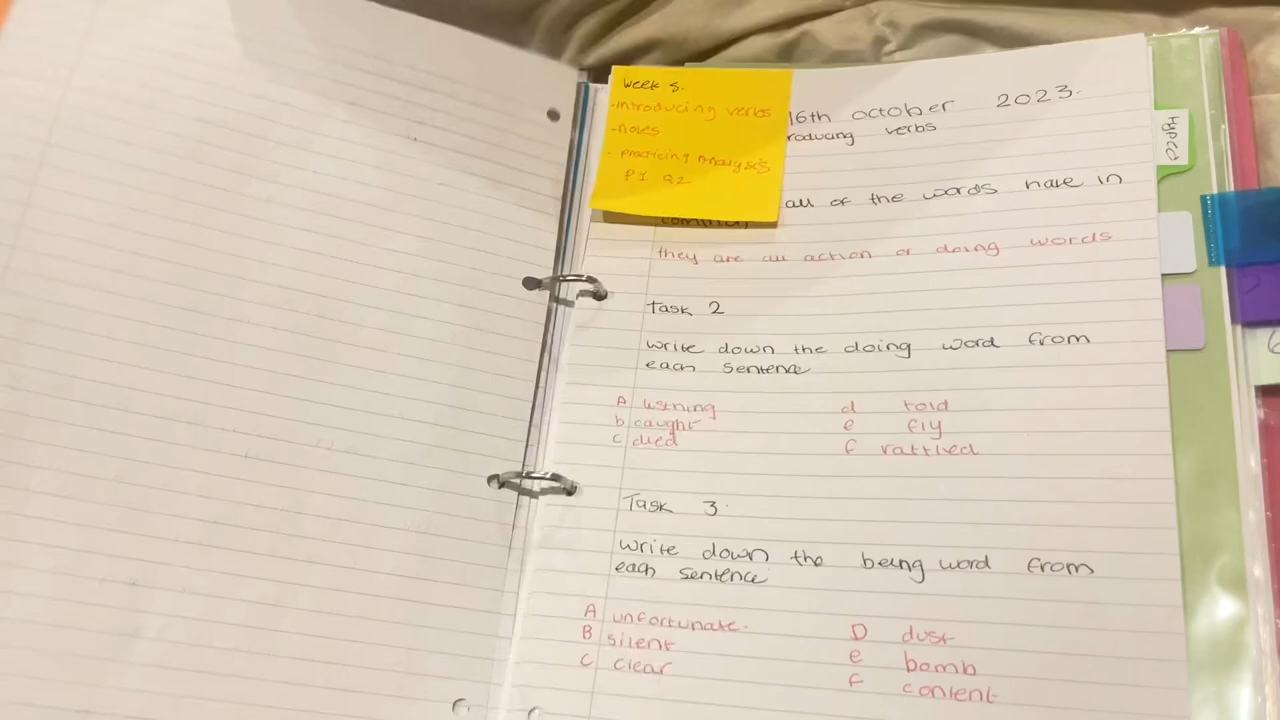 Week 5.
-introducing verbs
-notes
- practicing Analysis
P1 Q2
16th october 2023.
roducing verbs
all of the words have in
common
they are all action or doing words
Task 2
write down the doing word from
each sentence
A listning
b caught
c died
d told
e fly
f rattled
Task 3.
write down the being word from
each sentence
A unfortunate.
B silent
C clear
D dust
e bomb
f content